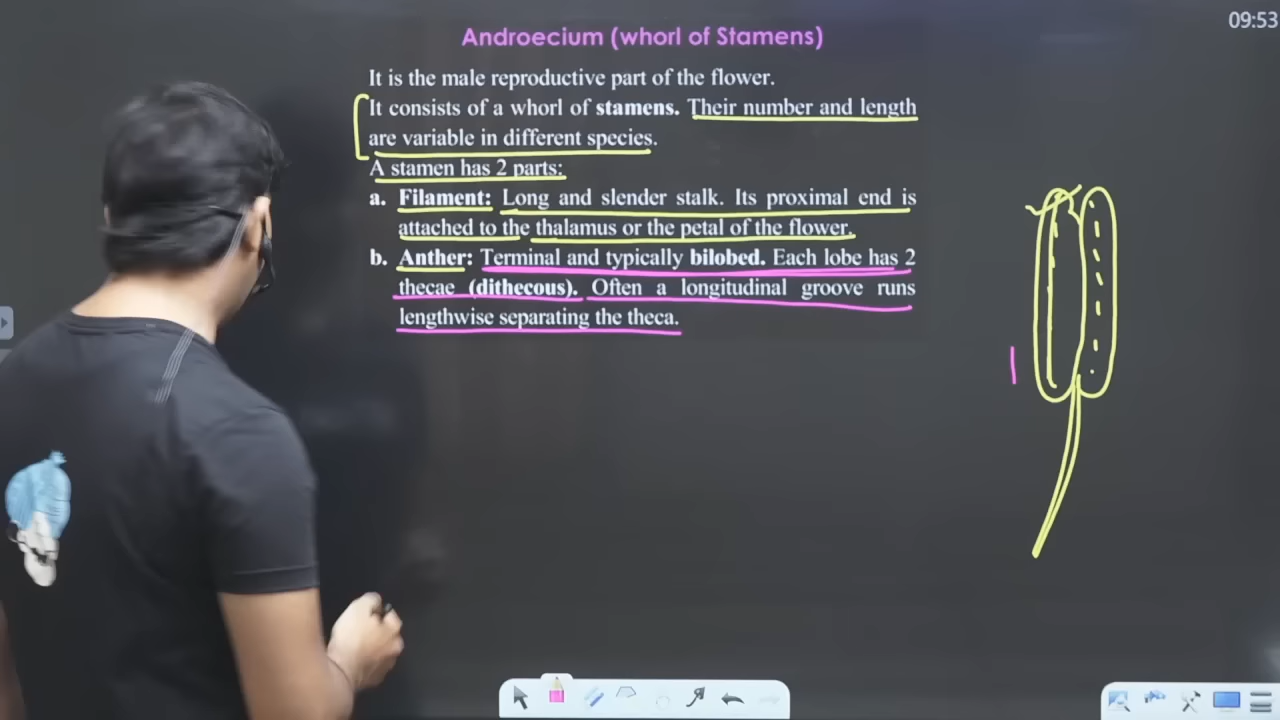 09:53
Androecium (whorl of Stamens)
It is the male reproductive part of the flower.
It consists of a whorl of stamens. Their number and length
are variable in different species.
A stamen has 2 parts:
a. Filament: Long and slender stalk. Its proximal end is
attached to the thalamus or the petal of the flower.
b. Anther: Terminal and typically bilobed. Each lobe has 2
thecae (dithecous). Often a longitudinal groove runs
lengthwise separating the theca.